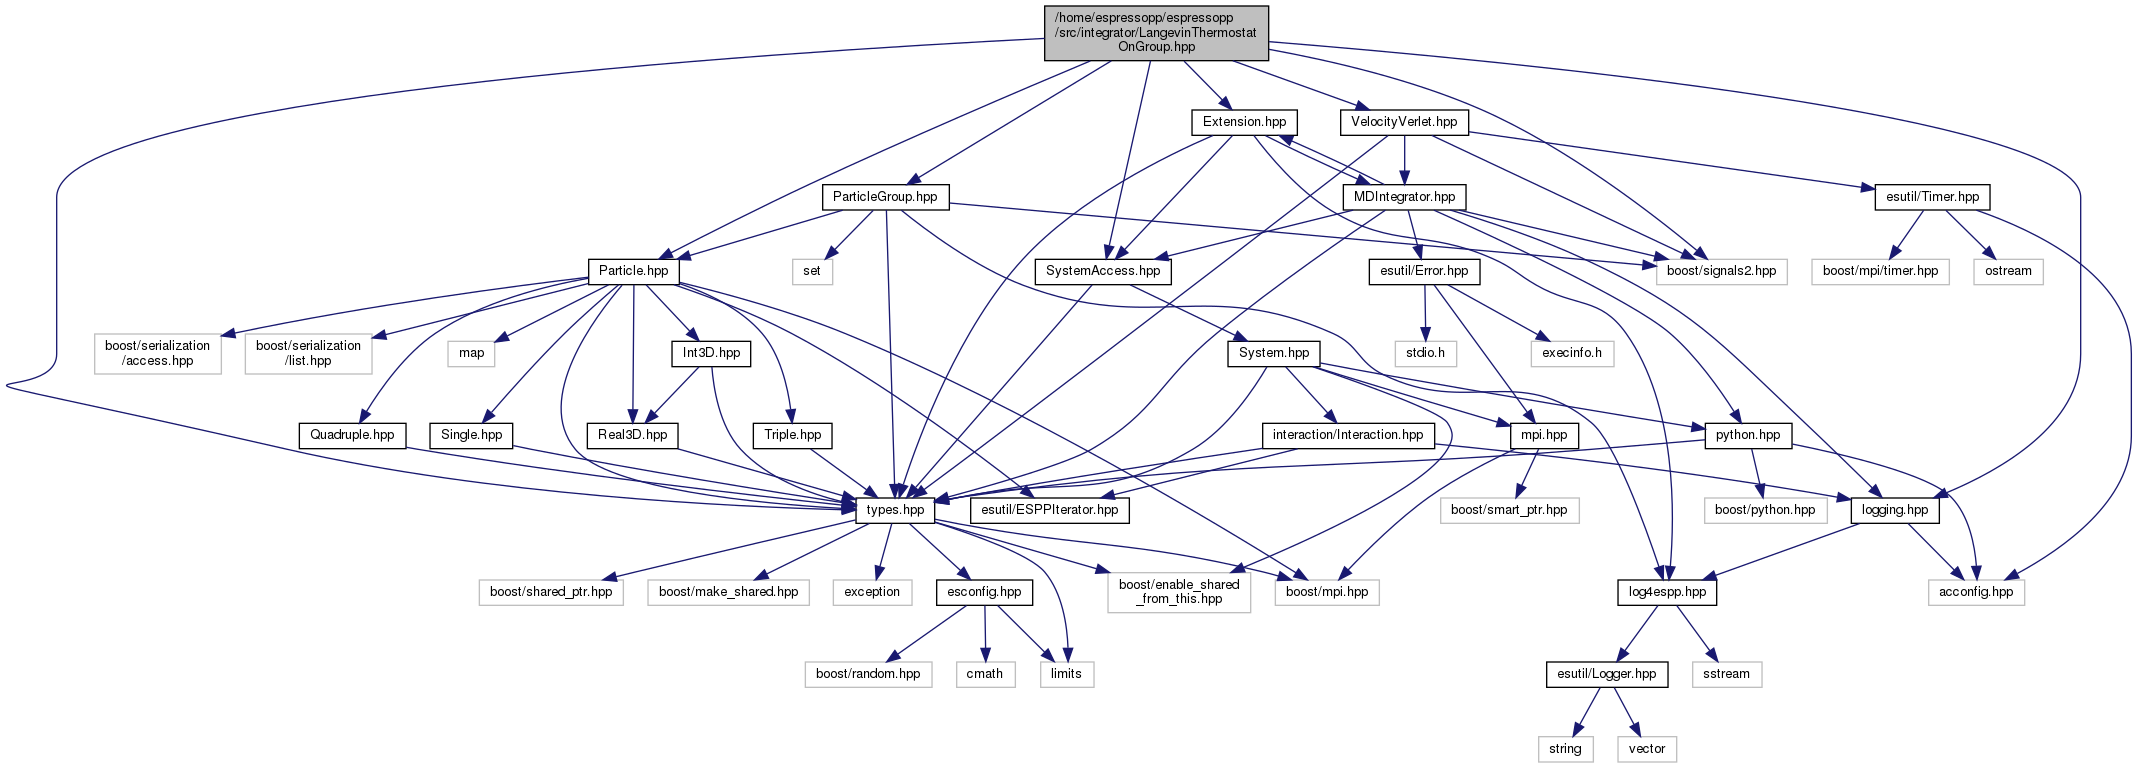 /home/espressopp/espressopp
/src/integrator/LangevinThermostat
OnGroup.hpp
Extension.hpp
VelocityVerlet.hpp
ParticleGroup.hpp
MDIntegrator.hpp
esutil/Timer.hpp
Particle.hpp
set
SystemAccess.hpp
esutil/Error.hpp
boost/signals2.hpp
boost/mpi/timer.hpp
ostream
boost/serialization
/access.hpp
boost/serialization
/list.hpp
map
Int3D.hpp
System.hpp
stdio.h
execinfo.h
Quadruple.hpp
Single.hpp
Real3D.hpp
Triple.hpp
interaction/Interaction.hpp
mpi.hpp
python.hpp
types.hpp
esutil/ESPPIterator.hpp
boost/smart_ptr.hpp
boost/python.hpp
logging.hpp
boost/shared_ptr.hpp
boost/make_shared.hpp
exception
esconfig.hpp
boost/enable_shared
_from_this.hpp
boost/mpi.hpp
log4espp.hpp
acconfig.hpp
boost/random.hpp
cmath
limits
esutil/Logger.hpp
sstream
string
vector